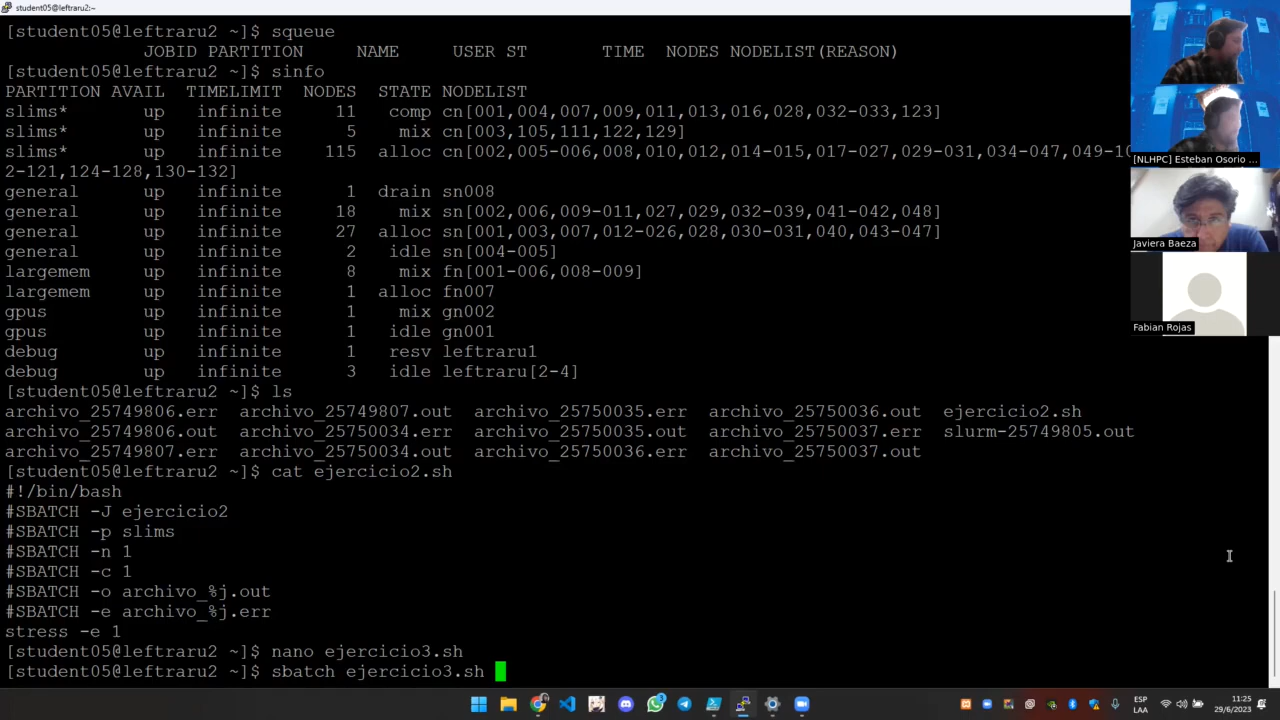 student05@leftraru2:~
[student05@leftraru2 ~]$ squeue
JOBID PARTITION NAME USER ST TIME NODES NODELIST(REASON)
[student05@leftraru2 ~]$ sinfo
PARTITION AVAIL TIMELIMIT NODES STATE NODELIST
slims* up infinite 11 comp cn[001,004,007,009,011,013,016,028,032-033,123]
slims* up infinite 5 mix cn[003,105,111,122,129]
slims* up infinite 115 alloc cn[002,005-006,008,010,012,014-015,017-027,029-031,034-047,049-10
2-121,124-128,130-132]
general up infinite 1 drain sn008
general up infinite 18 mix sn[002,006,009-011,027,029,032-039,041-042,048]
general up infinite 27 alloc sn[001,003,007,012-026,028,030-031,040,043-047]
general up infinite 2 idle sn[004-005]
largemem up infinite 8 mix fn[001-006,008-009]
largemem up infinite 1 alloc fn007
gpus up infinite 1 mix gn002
gpus up infinite 1 idle gn001
debug up infinite 1 resv leftraru1
debug up infinite 3 idle leftraru[2-4]
[student05@leftraru2 ~]$ ls
archivo_25749806.err archivo_25749807.out archivo_25750035.err archivo_25750036.out ejercicio2.sh
archivo_25749806.out archivo_25750034.err archivo_25750035.out archivo_25750037.err slurm-25749805.out
archivo_25749807.err archivo_25750034.out archivo_25750036.err archivo_25750037.out
[student05@leftraru2 ~]$ cat ejercicio2.sh
#!/bin/bash
#SBATCH -J ejercicio2
#SBATCH -p slims
#SBATCH -n 1
#SBATCH -c 1
#SBATCH -o archivo_%j.out
#SBATCH -e archivo_%j.err
stress -e 1
[student05@leftraru2 ~]$ nano ejercicio3.sh
[student05@leftraru2 ~]$ sbatch ejercicio3.sh
[NLHPC] Esteban Osorio ...
Javiera Baeza
Fabian Rojas
3
ESP
LAA
11:25
29/6/2023